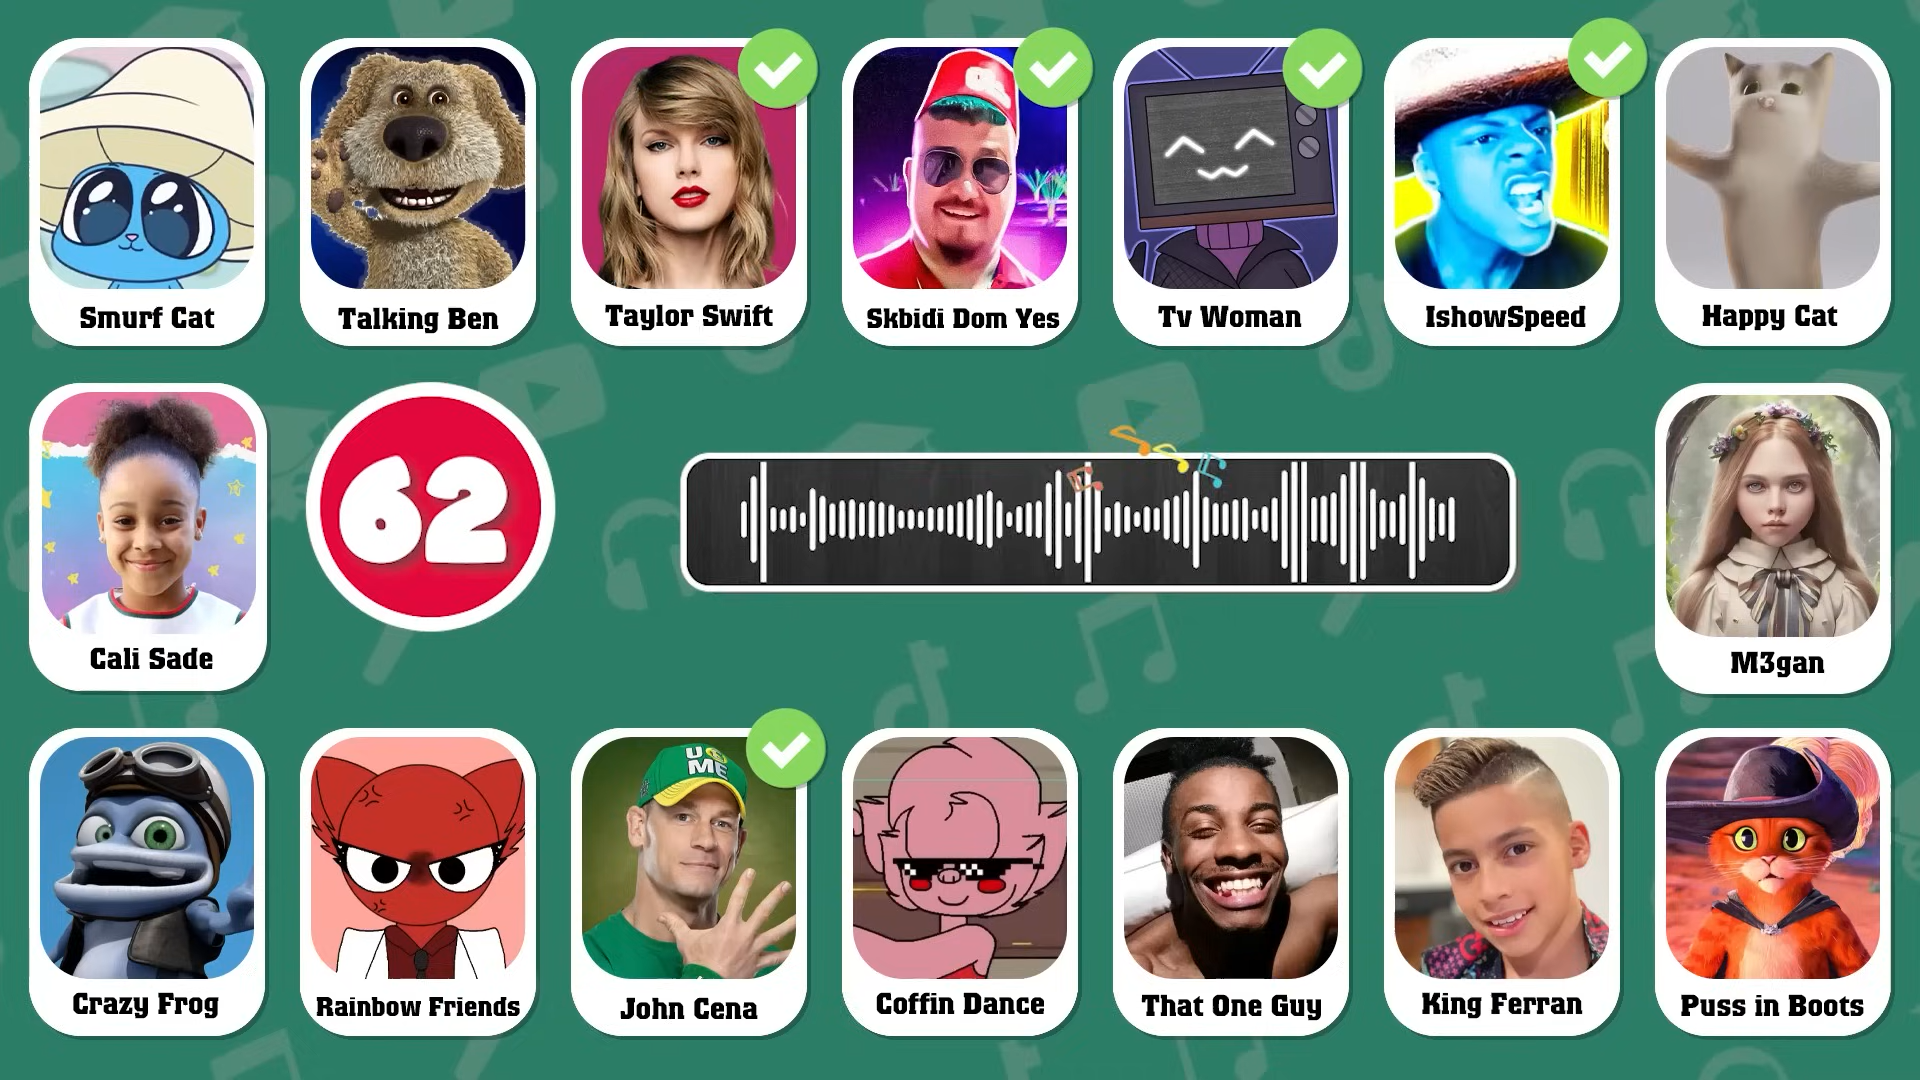 Smurf Cat
Talking Ben
Taylor Swift
Skbidi Dom Yes
Tv Woman
IshowSpeed
Happy Cat
Cali Sade
62
M3gan
U
ME
Crazy Frog
Rainbow Friends
John Cena
Coffin Dance
That One Guy
King Ferran
Puss in Boots